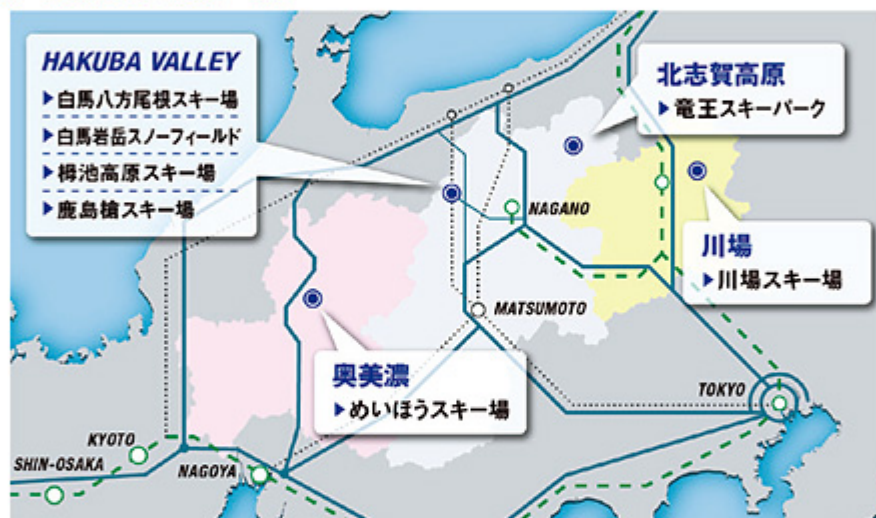 HAKUBA VALLEY
▶白馬八方尾根スキー場
▶白馬岩岳スノーフィールド
▶栂池高原スキー場
▶鹿島槍スキー場
北志賀高原
▶竜王スキーパーク
川場
▶川場スキー場
奥美濃
▶めいほうスキー場
NAGANO
MATSUMOTO
TOKYO
KYOTO
SHIN-OSAKA
NAGOYA